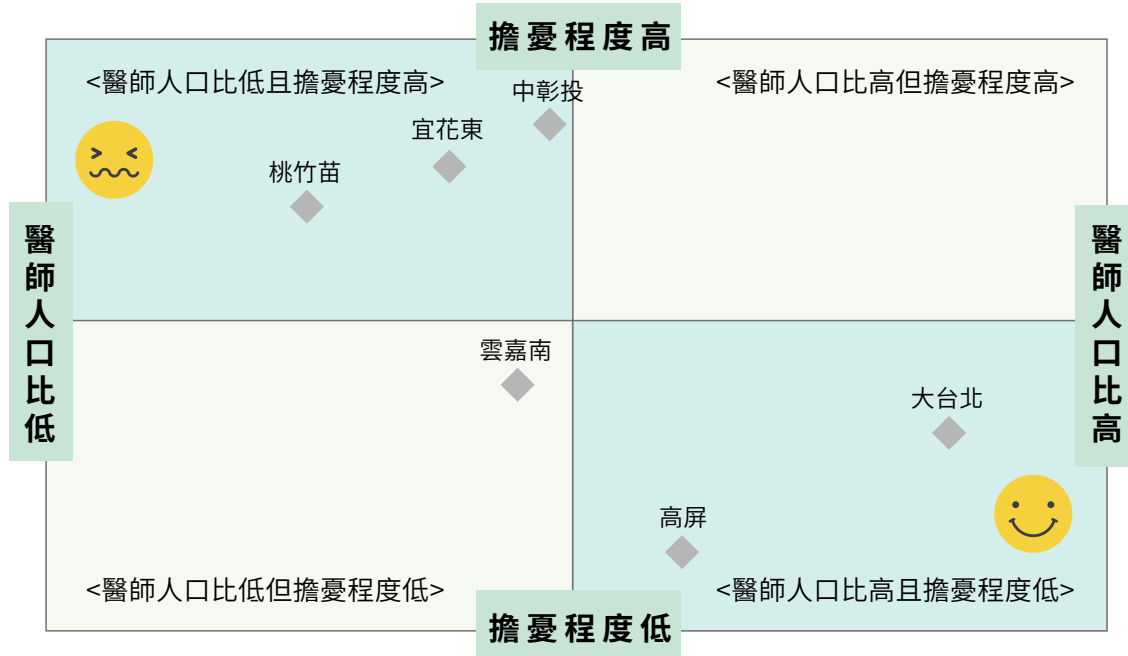 擔憂程度高
<醫師人口比低且擔憂程度高>
<醫師人口比高但擔憂程度高>
中彰投
宜花東
桃竹苗
醫師人口比低
醫師人口比高
雲嘉南
大台北
高屏
<醫師人口比低但擔憂程度低>
<醫師人口比高且擔憂程度低>
擔憂程度低